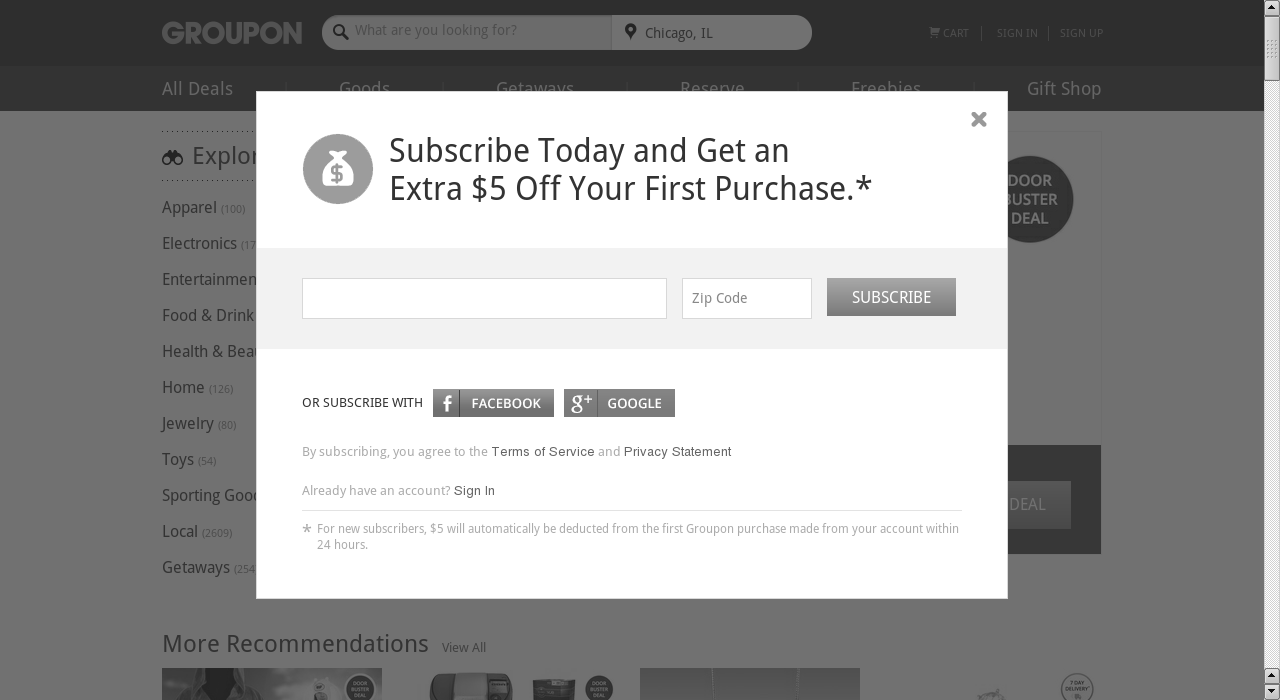 GROUPON
What are you looking for?
Chicago, IL
CART
SIGN IN
SIGN UP
All Deals
Goods
Getaways
Reserve
Freebies
Gift Shop
Subscribe Today and Get an
Extra $5 Off Your First Purchase.*
Zip Code
SUBSCRIBE
OR SUBSCRIBE WITH
f FACEBOOK
g+ GOOGLE
By subscribing, you agree to the Terms of Service and Privacy Statement
Already have an account? Sign In
* For new subscribers, $5 will automatically be deducted from the first Groupon purchase made from your account within
24 hours.
Explor
Apparel (100)
Electronics (17
Entertainmen
Food & Drink
Health & Beau
Home (126)
Jewelry (80)
Toys (54)
Sporting Good
Local (2609)
Getaways (254
DOOR
BUSTER
DEAL
DEAL
More Recommendations View All
DOOR
BUSTER
DEAL
DOOR
BUSTER
DEAL
7 DAY
DELIVERY